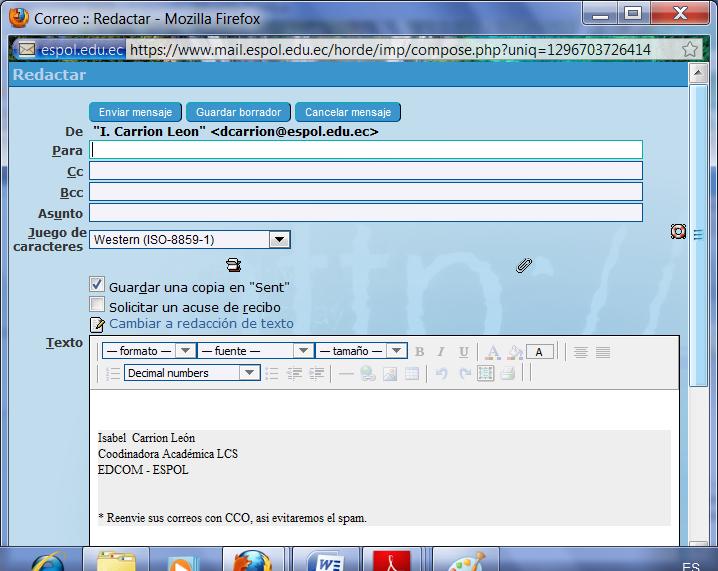 Correo :: Redactar - Mozilla Firefox
espol.edu.ec https://www.mail.espol.edu.ec/horde/imp/compose.php?uniq=1296703726414
Redactar
Enviar mensaje Guardar borrador Cancelar mensaje
De "I. Carrion Leon" <dcarrion@espol.edu.ec>
Para
Cc
Bcc
Asunto
Juego de caracteres Western (ISO-8859-1)
Guardar una copia en "Sent"
Solicitar un acuse de recibo
Cambiar a redacción de texto
Texto
— formato — — fuente — — tamaño — B I U A A
Decimal numbers
Isabel Carrion León
Coodinadora Académica LCS
EDCOM - ESPOL
* Reenvie sus correos con CCO, asi evitaremos el spam.
W
ES